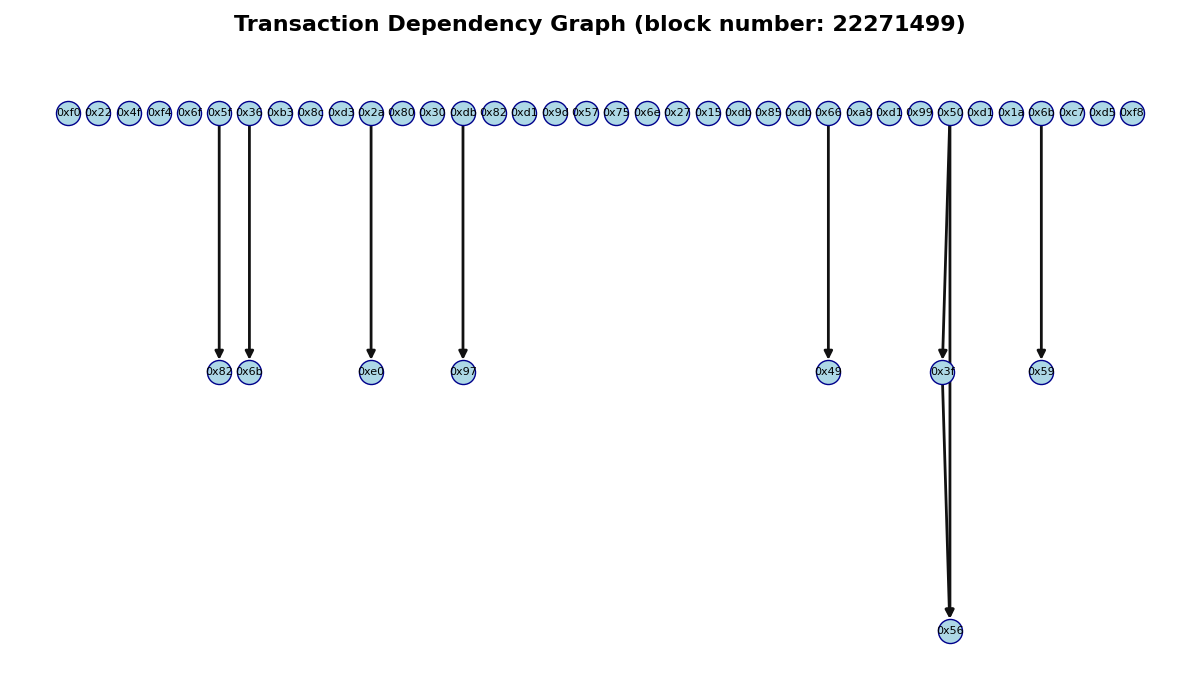 Transaction Dependency Graph (block number: 22271499)
0xf0 0x22 0x4f 0xf4 0x6f 0x5f 0x36 0xb3 0x8c 0xd3 0x2a 0x80 0x30 0xdb 0x82 0xd1 0x9c 0x57 0x75 0x6e 0x27 0x15 0xdb 0x85 0xdb 0x66 0xa8 0xd1 0x99 0x50 0xd1 0x1a 0x6b 0xc7 0xd5 0xf8
0x82 0x6b 0xe0 0x97 0x49 0x3f 0x59
0x56